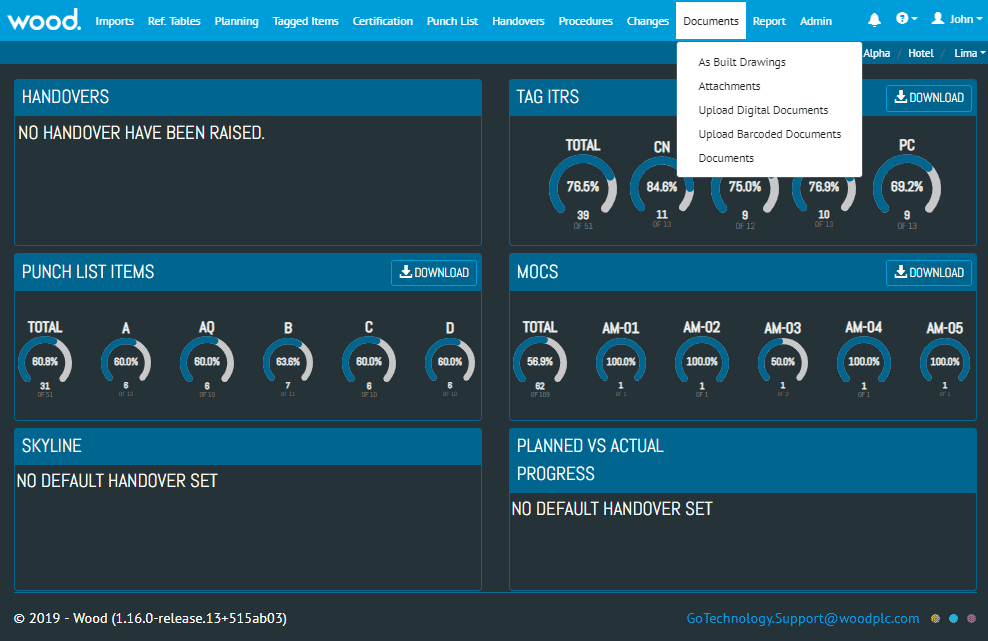 wood.
Imports Ref. Tables Planning Tagged Items Certification Punch List Handovers Procedures Changes Documents Report Admin John
Alpha / Hotel / Lima
As Built Drawings
Attachments
Upload Digital Documents
Upload Barcoded Documents
Documents
HANDOVERS
NO HANDOVER HAVE BEEN RAISED.
TAG ITRS
DOWNLOAD
TOTAL CN PC
76.5% 84.6% 75.0% 76.9% 69.2%
39 11 9 10 9
OF 51 OF 13 OF 12 OF 13 OF 13
PUNCH LIST ITEMS
DOWNLOAD
TOTAL A AQ B C D
60.8% 60.0% 60.0% 63.6% 60.0% 60.0%
31 6 6 7 6 6
OF 51 OF 10 OF 10 OF 11 OF 10 OF 10
MOCS
DOWNLOAD
TOTAL AM-01 AM-02 AM-03 AM-04 AM-05
56.9% 100.0% 100.0% 50.0% 100.0% 100.0%
62 1 1 1 1 1
OF 109 OF 1 OF 1 OF 2 OF 1 OF 1
SKYLINE
NO DEFAULT HANDOVER SET
PLANNED VS ACTUAL
PROGRESS
NO DEFAULT HANDOVER SET
© 2019 - Wood (1.16.0-release.13+515ab03)
GoTechnology.Support@woodplc.com